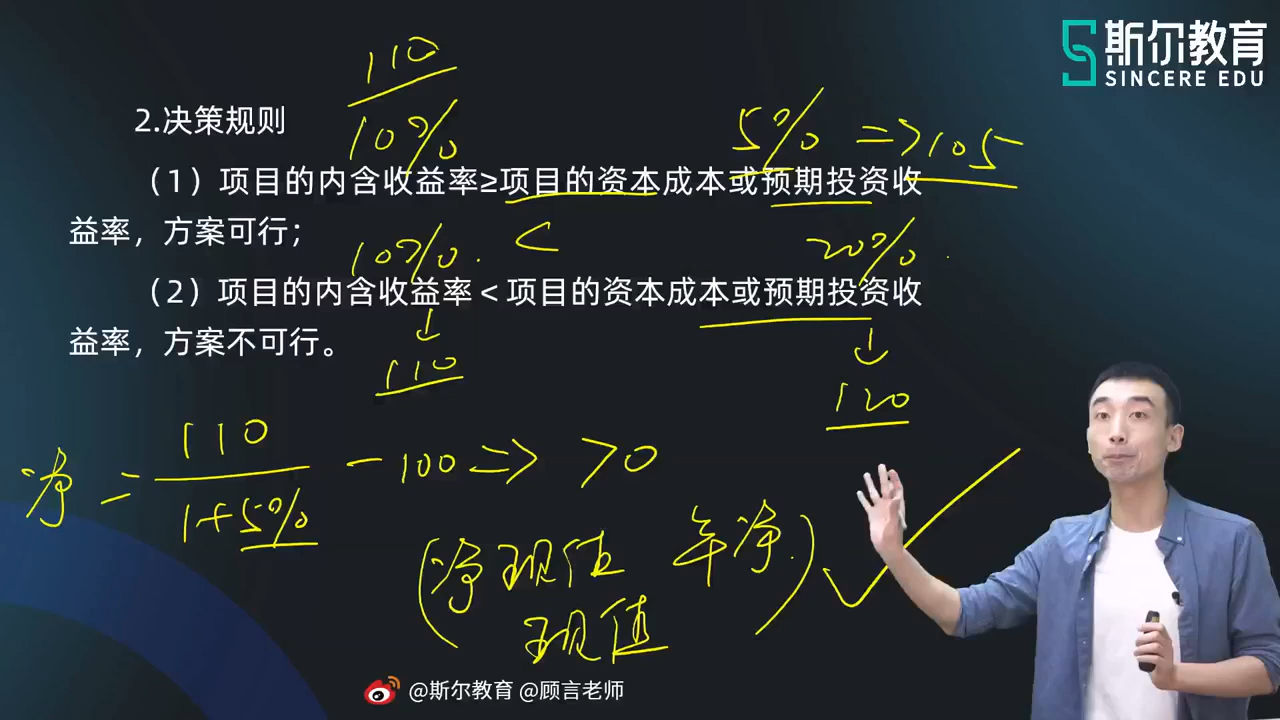 斯尔教育
SINCERE EDU
110
10%
5% => 105
2.决策规则
（1）项目的内含收益率≥项目的资本成本或预期投资收
益率，方案可行；
10% < 20%
（2）项目的内含收益率＜项目的资本成本或预期投资收
益率，方案不可行。
↓ 110
↓ 120
净 = 110 / 1+5% - 100 => >0
(净现值 年净.)
现值
@斯尔教育 @顾言老师